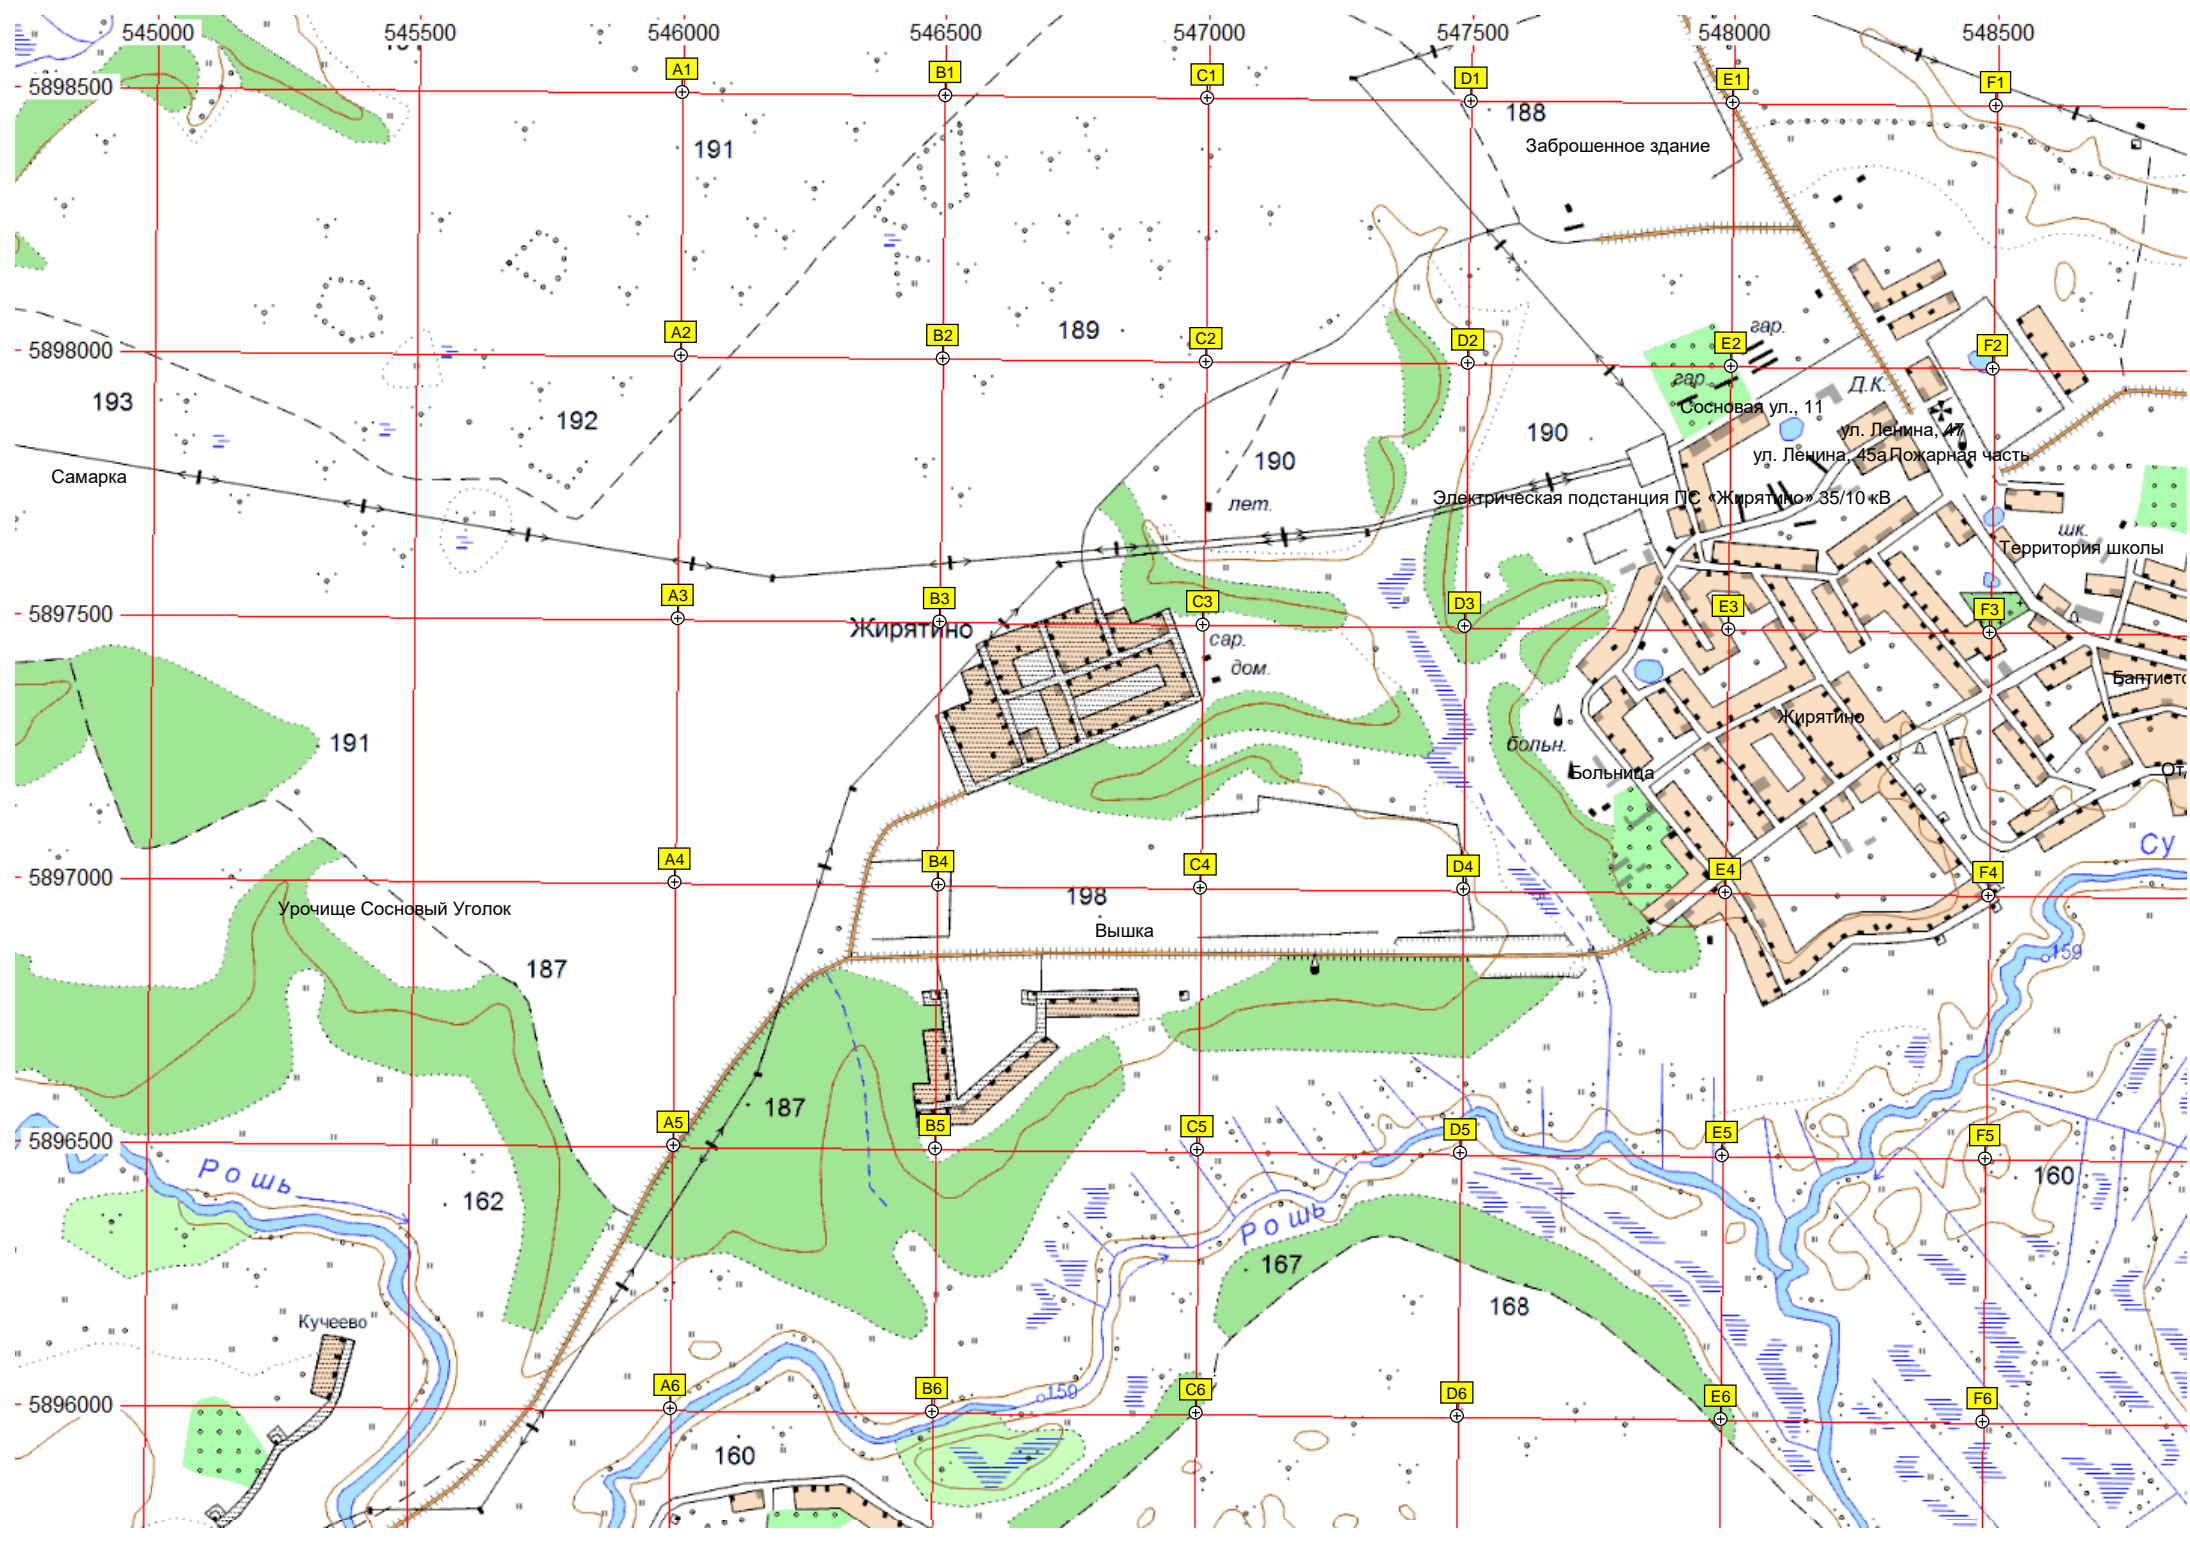 545000 545500 546000 546500 547000 547500 548000 548500
5898500
A1 B1 C1 D1 E1 F1
191
188
Заброшенное здание
5898000
A2 B2 C2 D2 E2 F2
189
гар.
гар.
Д.К.
193
192
190
190
Сосновая ул., 11
ул. Ленина, 47
ул. Ленина, 45а
Пожарная часть
Самарка
Электрическая подстанция ПС «Жирятино» 35/10 кВ
лет.
шк.
Территория школы
5897500
A3 B3 C3 D3 E3 F3
Жирятино
сар.
дом.
Баптист
191
Жирятино
больн.
Больница
От
Су
5897000
A4 B4 C4 D4 E4 F4
198
Урочище Сосновый Уголок
Вышка
187
159
187
5896500
A5 B5 C5 D5 E5 F5
Рошь
162
160
Рошь
167
168
Кучеево
5896000
A6 B6 C6 D6 E6 F6
159
160